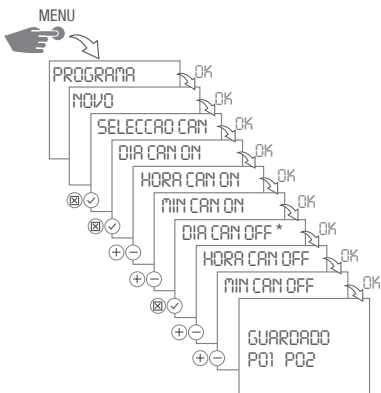 MENU
PROGRAMA
OK
NOVO
OK
SELECCAO CAN
OK
DIA CAN ON
OK
HORA CAN ON
OK
MIN CAN ON
OK
DIA CAN OFF *
OK
HORA CAN OFF
OK
MIN CAN OFF
OK
GUARDADO
P01 P02